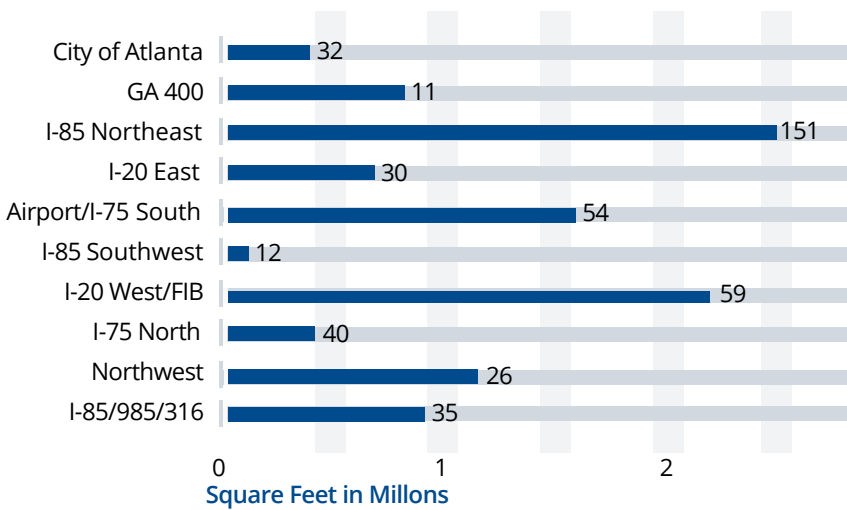 City of Atlanta 32
GA 400 11
I-85 Northeast 151
I-20 East 30
Airport/I-75 South 54
I-85 Southwest 12
I-20 West/FIB 59
I-75 North 40
Northwest 26
I-85/985/316 35
0 1 2
Square Feet in Millons